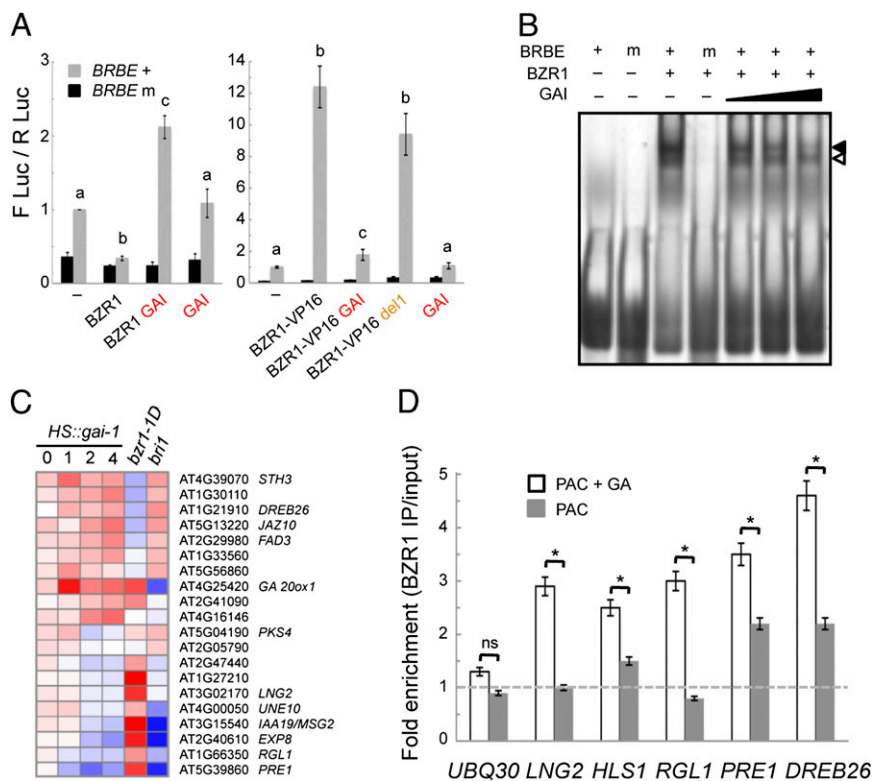 A
F Luc / R Luc
3
2
1
0
BRBE +
BRBE m
a
b
c
a
–
BZR1
BZR1 GAI
GAI
14
12
10
8
6
4
2
0
a
b
c
b
a
–
BZR1-VP16
BZR1-VP16 GAI
BZR1-VP16 del1
GAI
B
BRBE + m + m + + +
BZR1 – – + + + + +
GAI – – – –
C
HS::gai-1
bzr1-1D
bri1
0 1 2 4
AT4G39070 STH3
AT1G30110
AT1G21910 DREB26
AT5G13220 JAZ10
AT2G29980 FAD3
AT1G33560
AT5G56860
AT4G25420 GA 20ox1
AT2G41090
AT4G16146
AT5G04190 PKS4
AT2G05790
AT2G47440
AT1G27210
AT3G02170 LNG2
AT4G00050 UNE10
AT3G15540 IAA19/MSG2
AT2G40610 EXP8
AT1G66350 RGL1
AT5G39860 PRE1
D
Fold enrichment (BZR1 IP/input)
5
4
3
2
1
0
PAC + GA
PAC
ns
*
*
*
*
*
UBQ30 LNG2 HLS1 RGL1 PRE1 DREB26